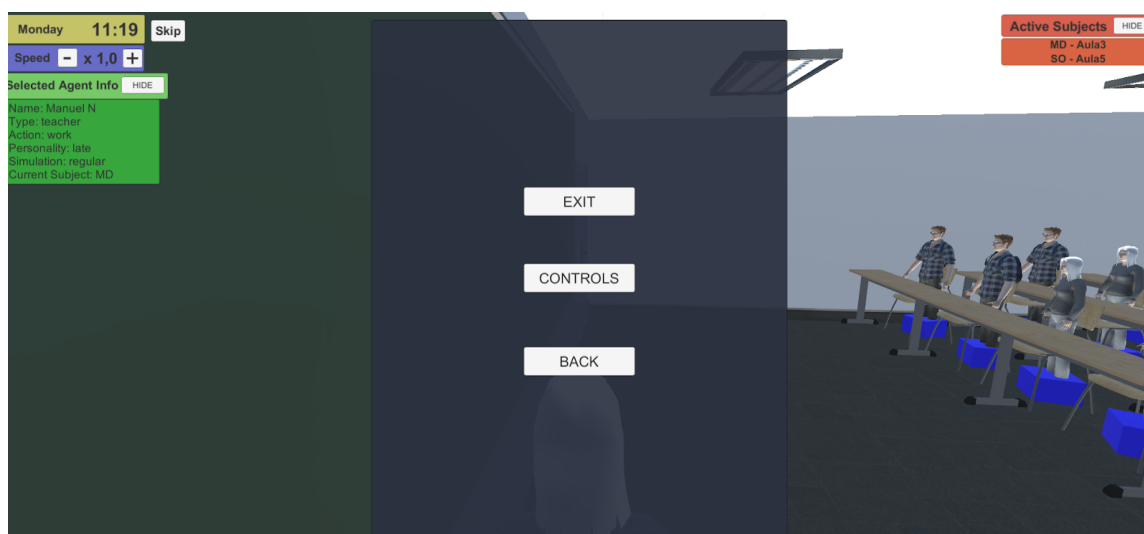 Monday 11:19 Skip
Speed - x 1,0 +
Selected Agent Info HIDE
Name: Manuel N
Type: teacher
Action: work
Personality: late
Simulation: regular
Current Subject: MD
EXIT
CONTROLS
BACK
Active Subjects HIDE
MD - Aula3
SO - Aula5